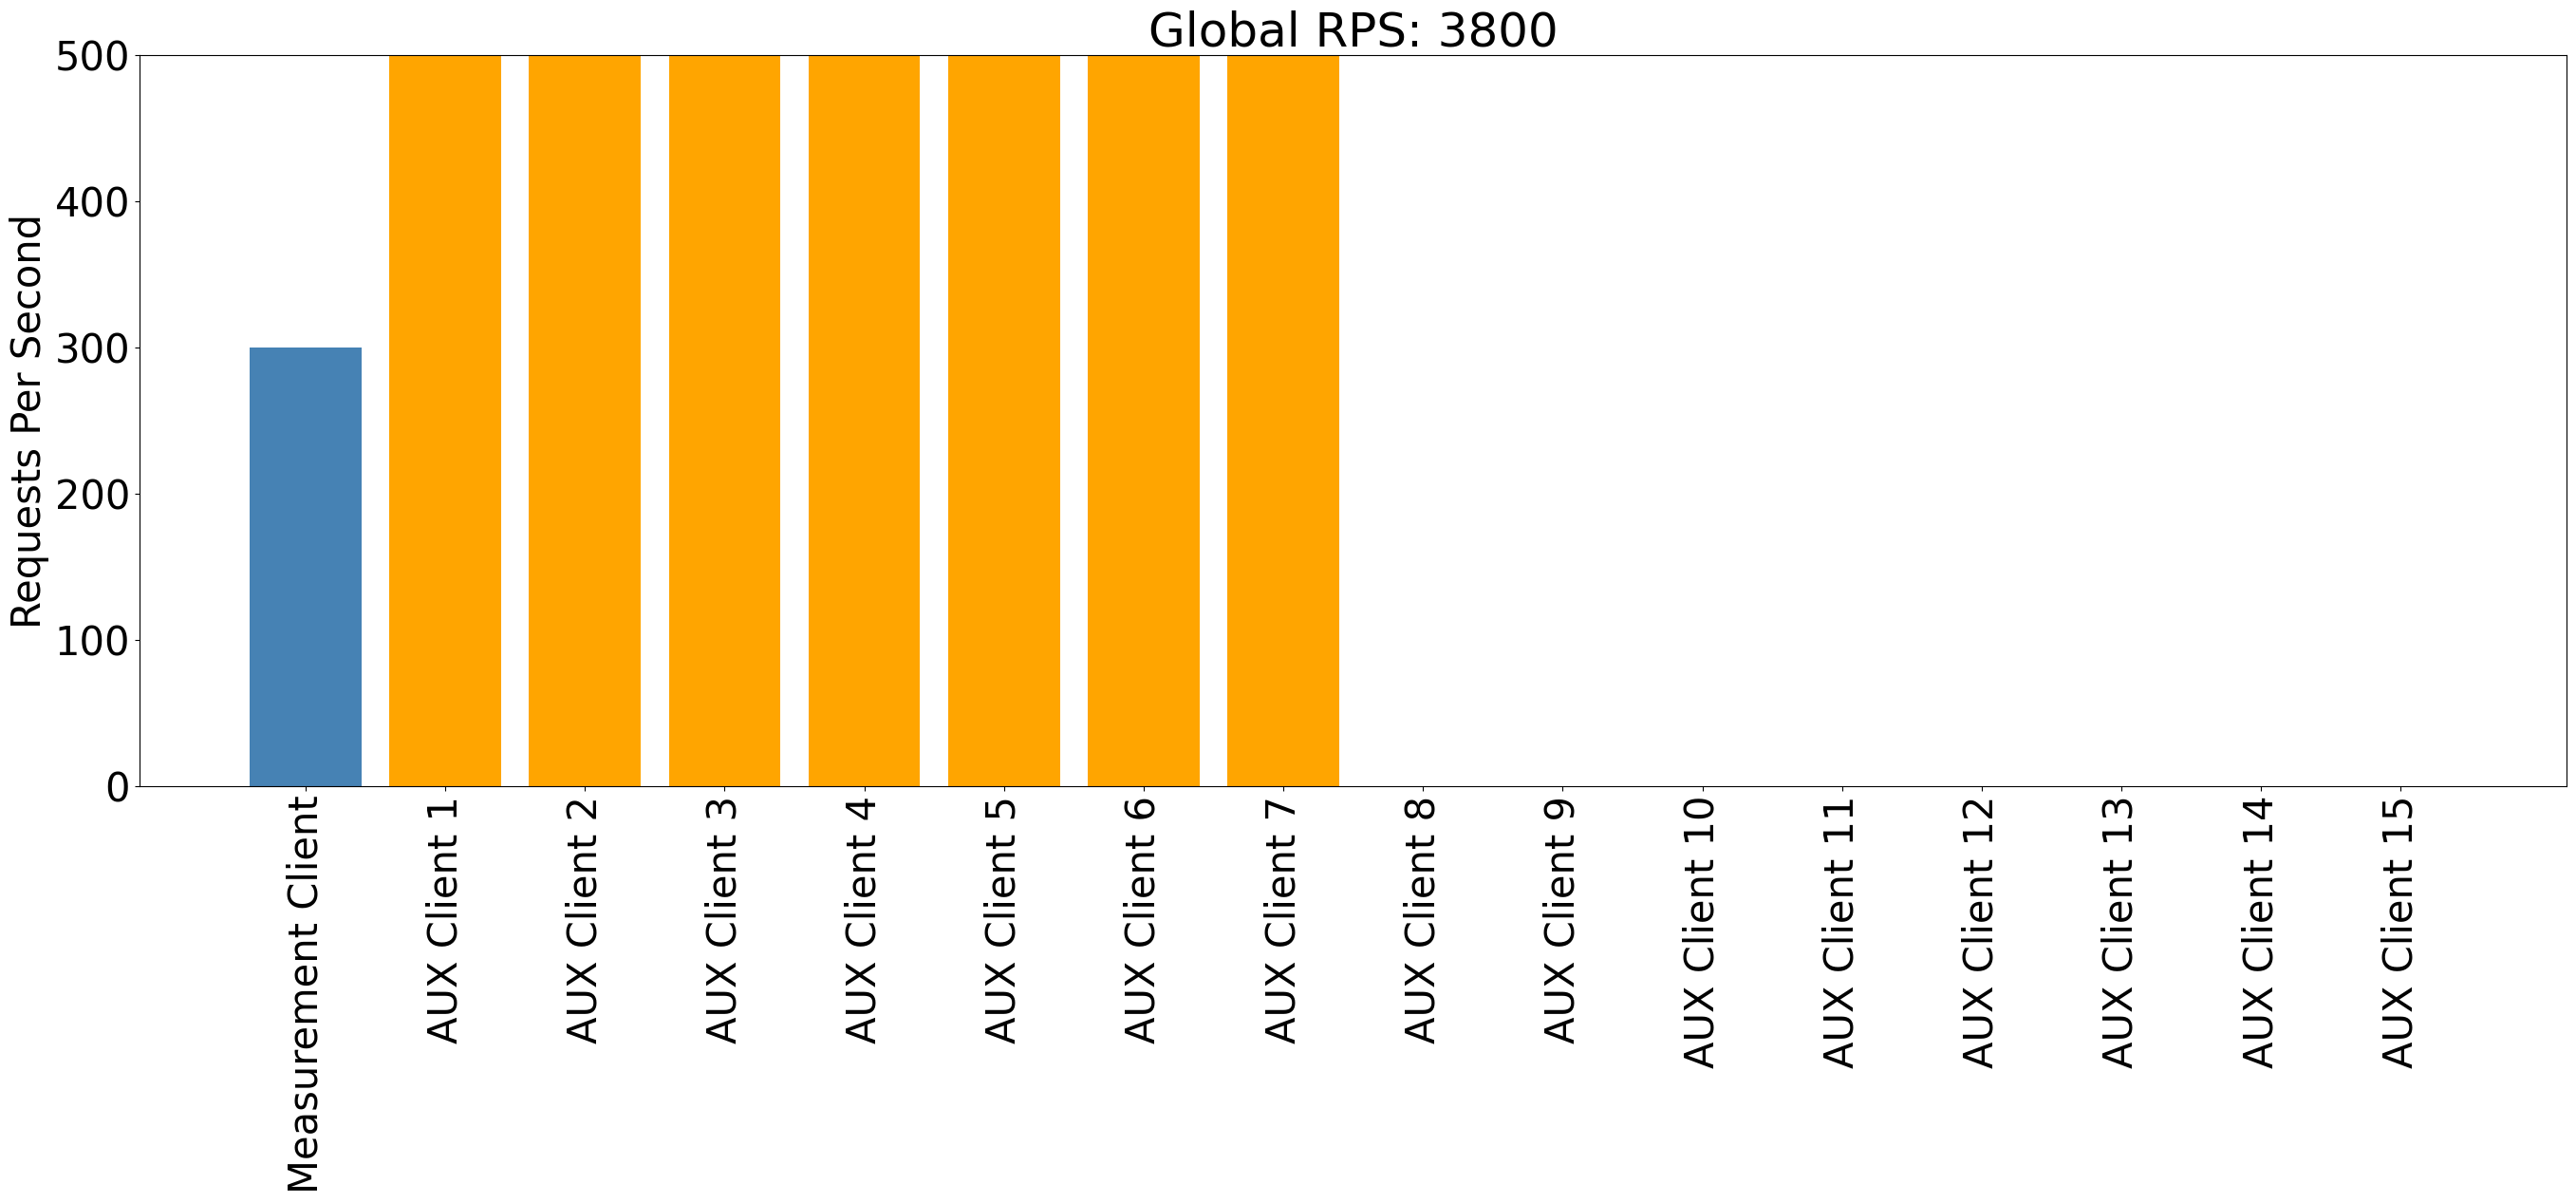 Global RPS: 3800
Requests Per Second
500
400
300
200
100
0
Measurement Client
AUX Client 1
AUX Client 2
AUX Client 3
AUX Client 4
AUX Client 5
AUX Client 6
AUX Client 7
AUX Client 8
AUX Client 9
AUX Client 10
AUX Client 11
AUX Client 12
AUX Client 13
AUX Client 14
AUX Client 15